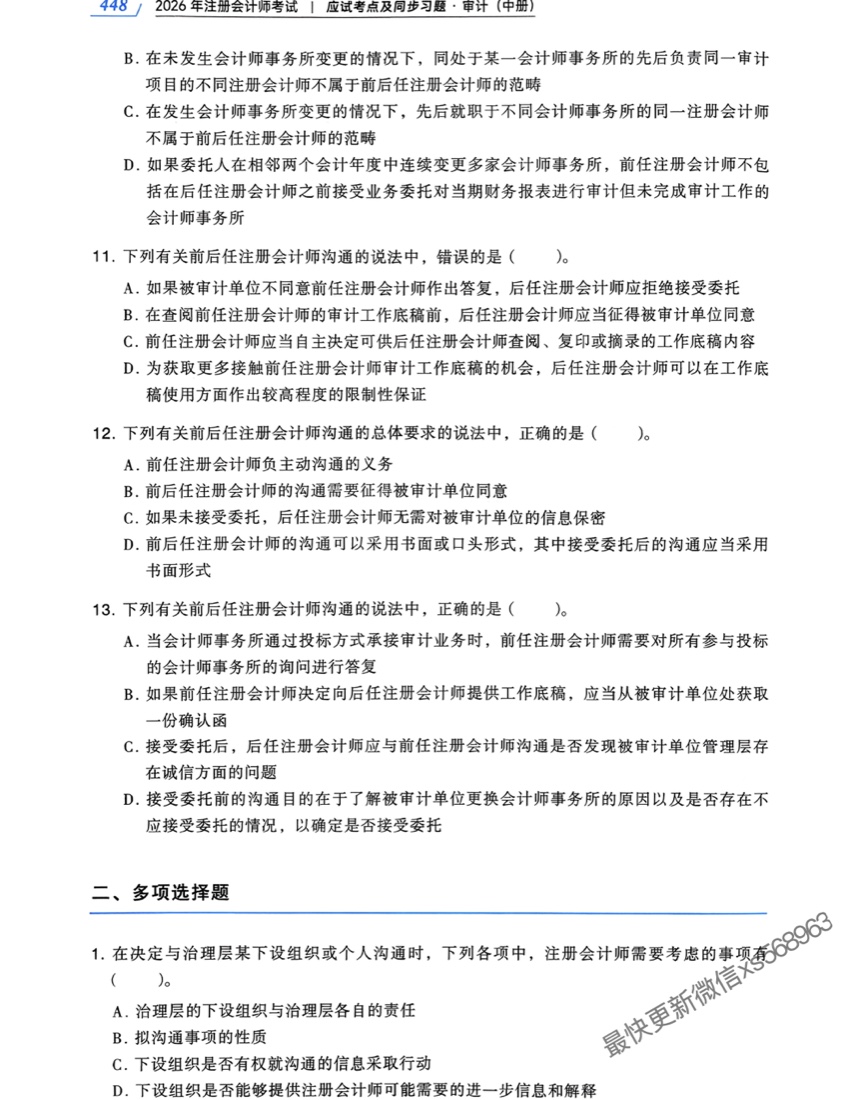 448 2026 年注册会计师考试 | 应试考点及同步习题 · 审计（中册）
B. 在未发生会计师事务所变更的情况下，同处于某一会计师事务所的先后负责同一审计
项目的不同注册会计师不属于前后任注册会计师的范畴
C. 在发生会计师事务所变更的情况下，先后就职于不同会计师事务所的同一注册会计师
不属于前后任注册会计师的范畴
D. 如果委托人在相邻两个会计年度中连续变更多家会计师事务所，前任注册会计师不包
括在后任注册会计师之前接受业务委托对当期财务报表进行审计但未完成审计工作的
会计师事务所
11. 下列有关前后任注册会计师沟通的说法中，错误的是（　　）。
A. 如果被审计单位不同意前任注册会计师作出答复，后任注册会计师应拒绝接受委托
B. 在查阅前任注册会计师的审计工作底稿前，后任注册会计师应当征得被审计单位同意
C. 前任注册会计师应当自主决定可供后任注册会计师查阅、复印或摘录的工作底稿内容
D. 为获取更多接触前任注册会计师审计工作底稿的机会，后任注册会计师可以在工作底
稿使用方面作出较高程度的限制性保证
12. 下列有关前后任注册会计师沟通的总体要求的说法中，正确的是（　　）。
A. 前任注册会计师负主动沟通的义务
B. 前后任注册会计师的沟通需要征得被审计单位同意
C. 如果未接受委托，后任注册会计师无需对被审计单位的信息保密
D. 前后任注册会计师的沟通可以采用书面或口头形式，其中接受委托后的沟通应当采用
书面形式
13. 下列有关前后任注册会计师沟通的说法中，正确的是（　　）。
A. 当会计师事务所通过投标方式承接审计业务时，前任注册会计师需要对所有参与投标
的会计师事务所的询问进行答复
B. 如果前任注册会计师决定向后任注册会计师提供工作底稿，应当从被审计单位处获取
一份确认函
C. 接受委托后，后任注册会计师应与前任注册会计师沟通是否发现被审计单位管理层存
在诚信方面的问题
D. 接受委托前的沟通目的在于了解被审计单位更换会计师事务所的原因以及是否存在不
应接受委托的情况，以确定是否接受委托
二、多项选择题
1. 在决定与治理层某下设组织或个人沟通时，下列各项中，注册会计师需要考虑的事项有
（　　）。
A. 治理层的下设组织与治理层各自的责任
B. 拟沟通事项的性质
C. 下设组织是否有权就沟通的信息采取行动
D. 下设组织是否能够提供注册会计师可能需要的进一步信息和解释
最快更新微信xs568963